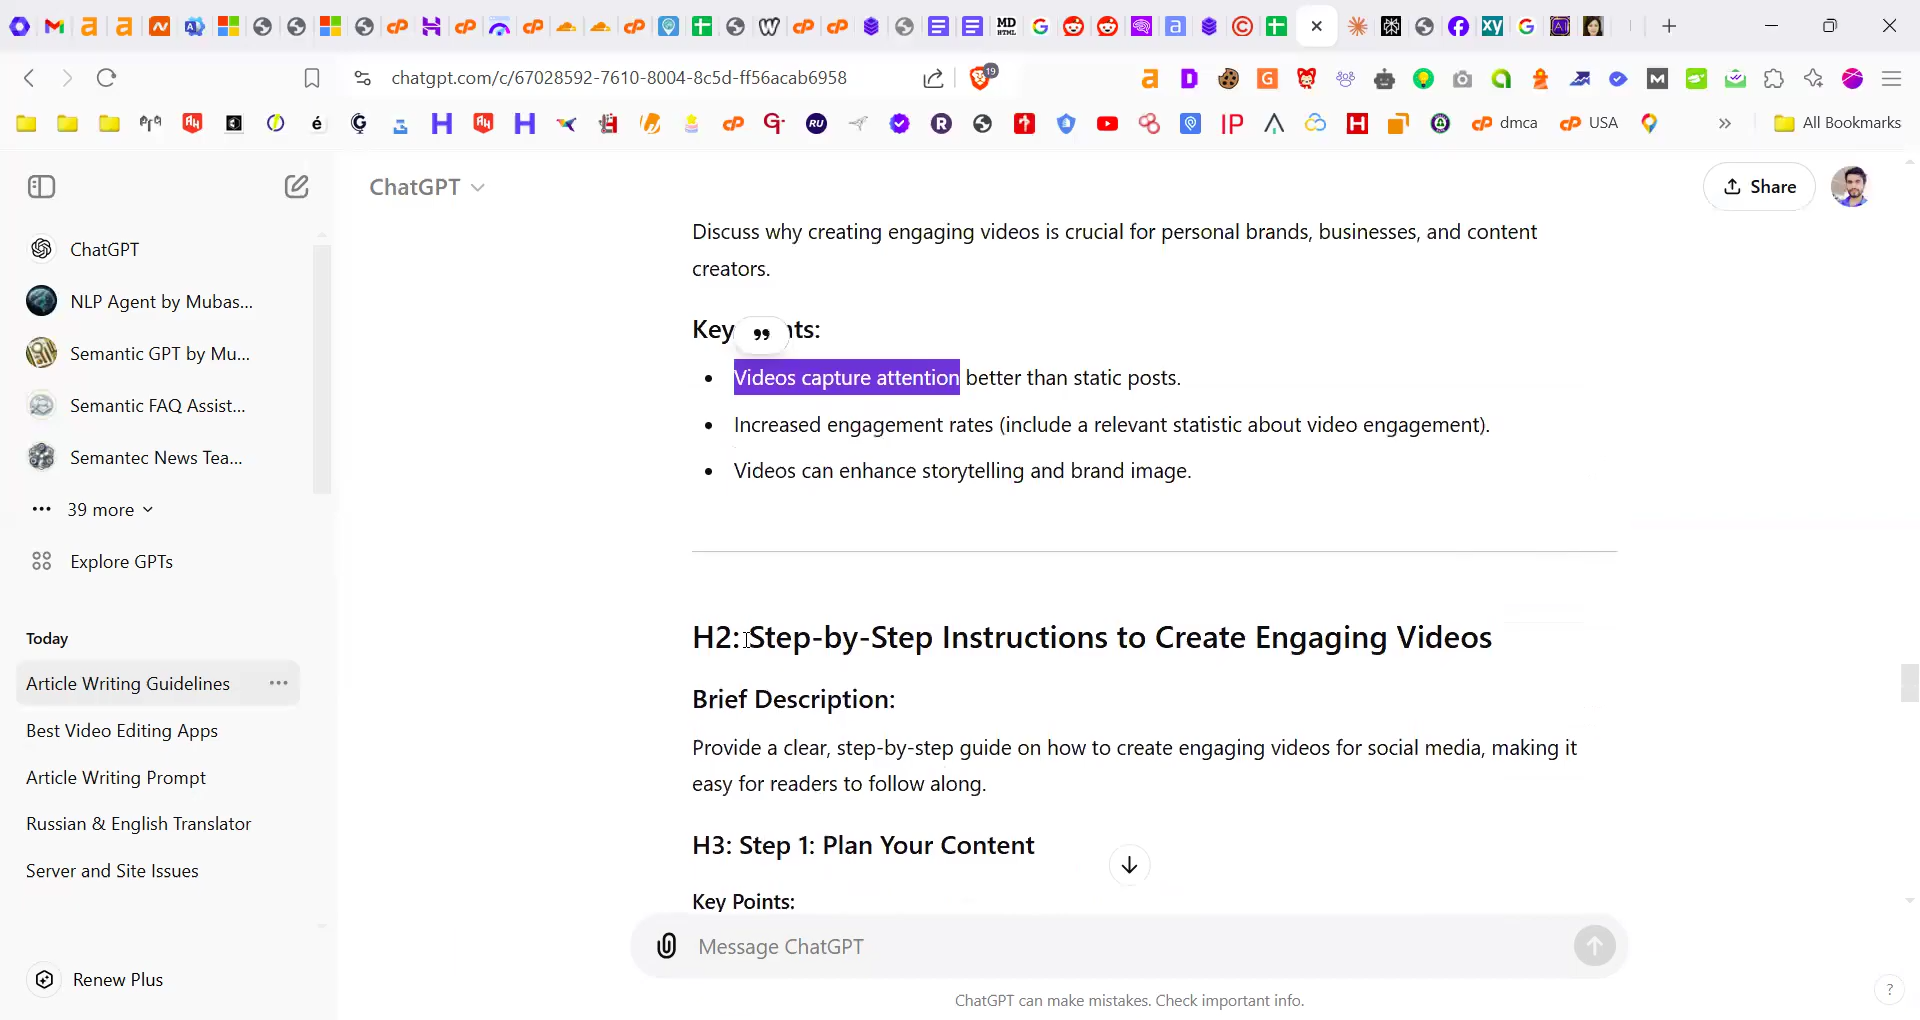 chatgpt.com/c/67028592-7610-8004-8c5d-ff56acab6958
19
dmca
USA
All Bookmarks
ChatGPT
Share
ChatGPT
NLP Agent by Mubas...
Semantic GPT by Mu...
Semantic FAQ Assist...
Semantec News Tea...
39 more
Explore GPTs
Today
Article Writing Guidelines
Best Video Editing Apps
Article Writing Prompt
Russian & English Translator
Server and Site Issues
Renew Plus
Discuss why creating engaging videos is crucial for personal brands, businesses, and content
creators.
Key nts:
Videos capture attention better than static posts.
Increased engagement rates (include a relevant statistic about video engagement).
Videos can enhance storytelling and brand image.
H2: Step-by-Step Instructions to Create Engaging Videos
Brief Description:
Provide a clear, step-by-step guide on how to create engaging videos for social media, making it
easy for readers to follow along.
H3: Step 1: Plan Your Content
Key Points:
Message ChatGPT
ChatGPT can make mistakes. Check important info.
?